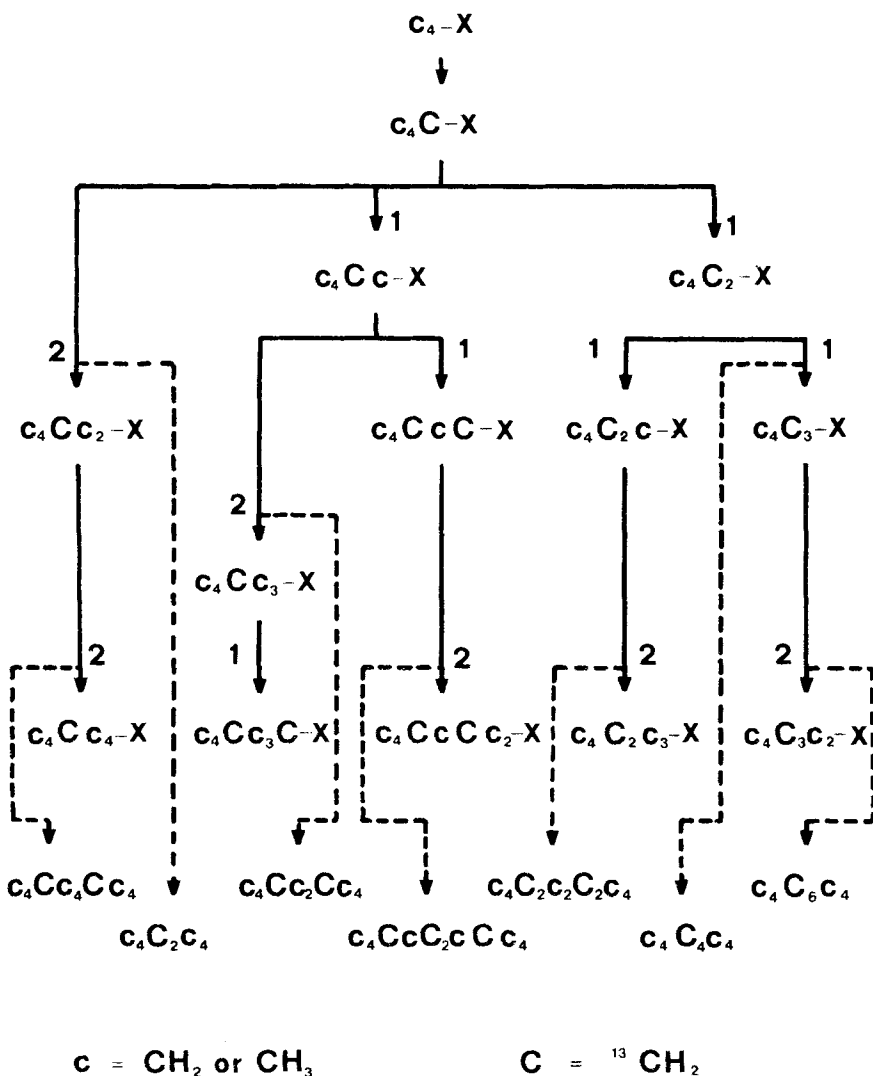 c₄-X
c₄C-X
1 1
c₄Cc-X c₄C₂-X
2 1 1 1
c₄Cc₂-X c₄CcC-X c₄C₂c-X c₄C₃-X
2
c₄Cc₃-X
2 1 2 2 2
c₄Cc₄-X c₄Cc₃C-X c₄CcCc₂-X c₄C₂c₃-X c₄C₃c₂-X
c₄Cc₄Cc₄ c₄Cc₂Cc₄ c₄C₂c₂C₂c₄ c₄C₆c₄
c₄C₂c₄ c₄CcC₂cCc₄ c₄C₄c₄
c = CH₂ or CH₃ C = ¹³CH₂